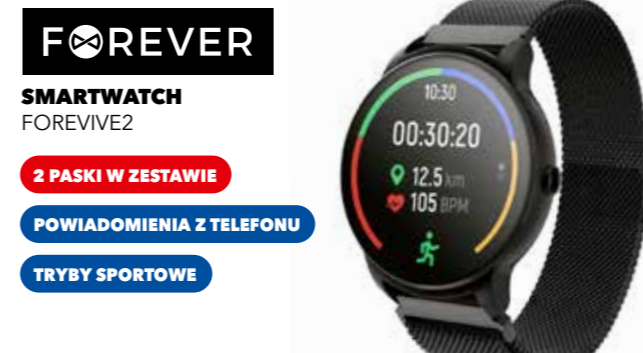 FOREVER
SMARTWATCH
FOREVIVE2
2 PASKI W ZESTAWIE
POWIADOMIENIA Z TELEFONU
TRYBY SPORTOWE
10:30
00:30:20
12.5 km
105 BPM